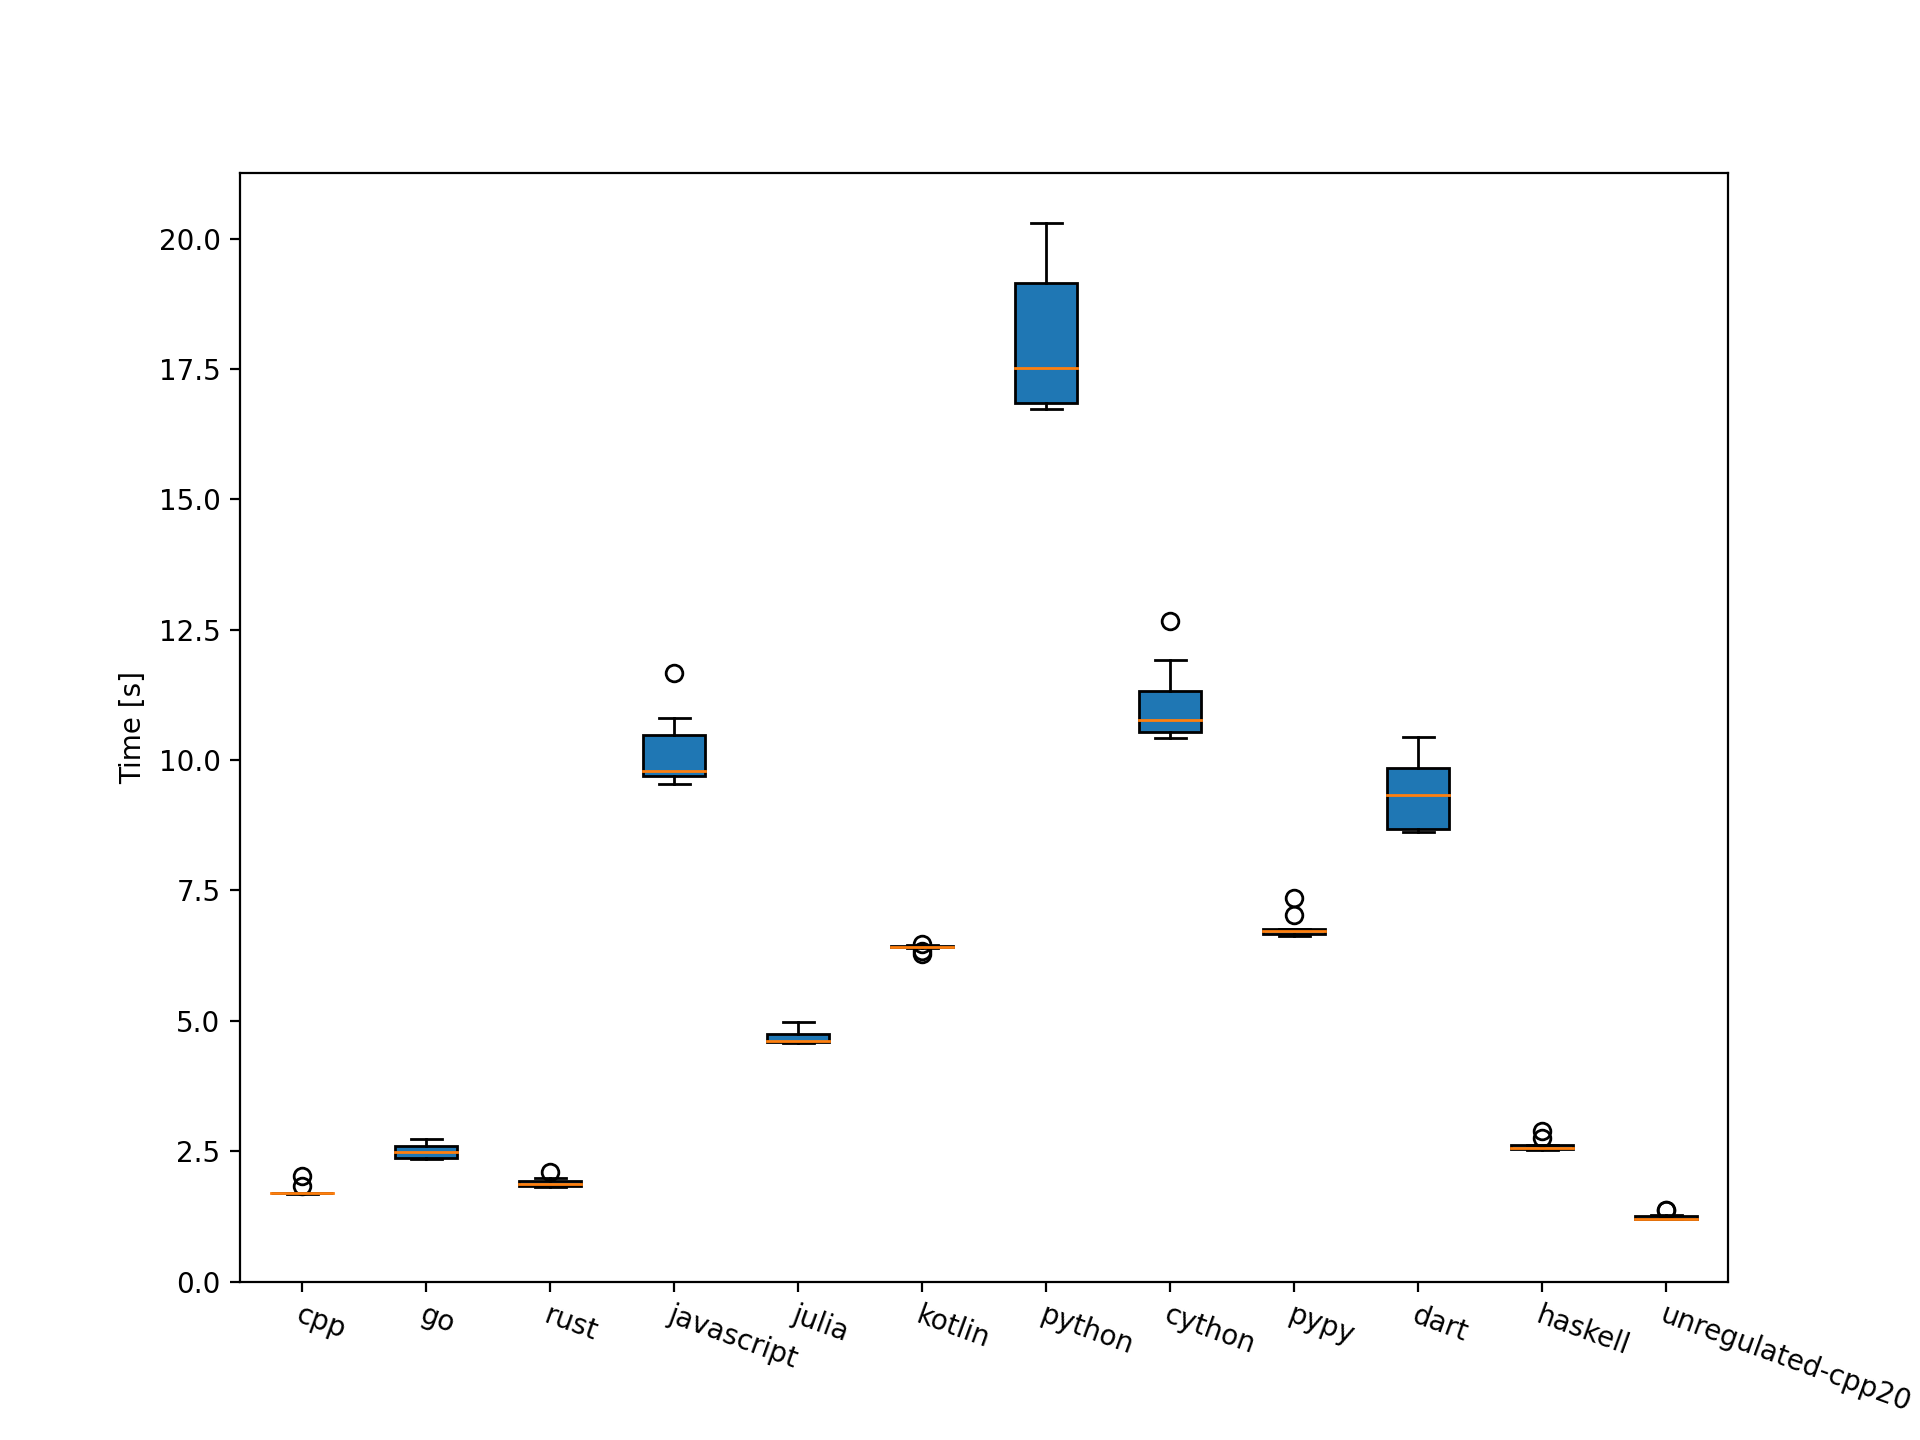 20.0
17.5
15.0
12.5
10.0
7.5
5.0
2.5
0.0
Time [s]
cpp
go
rust
javascript
julia
kotlin
python
cython
pypy
dart
haskell
unregulated-cpp20